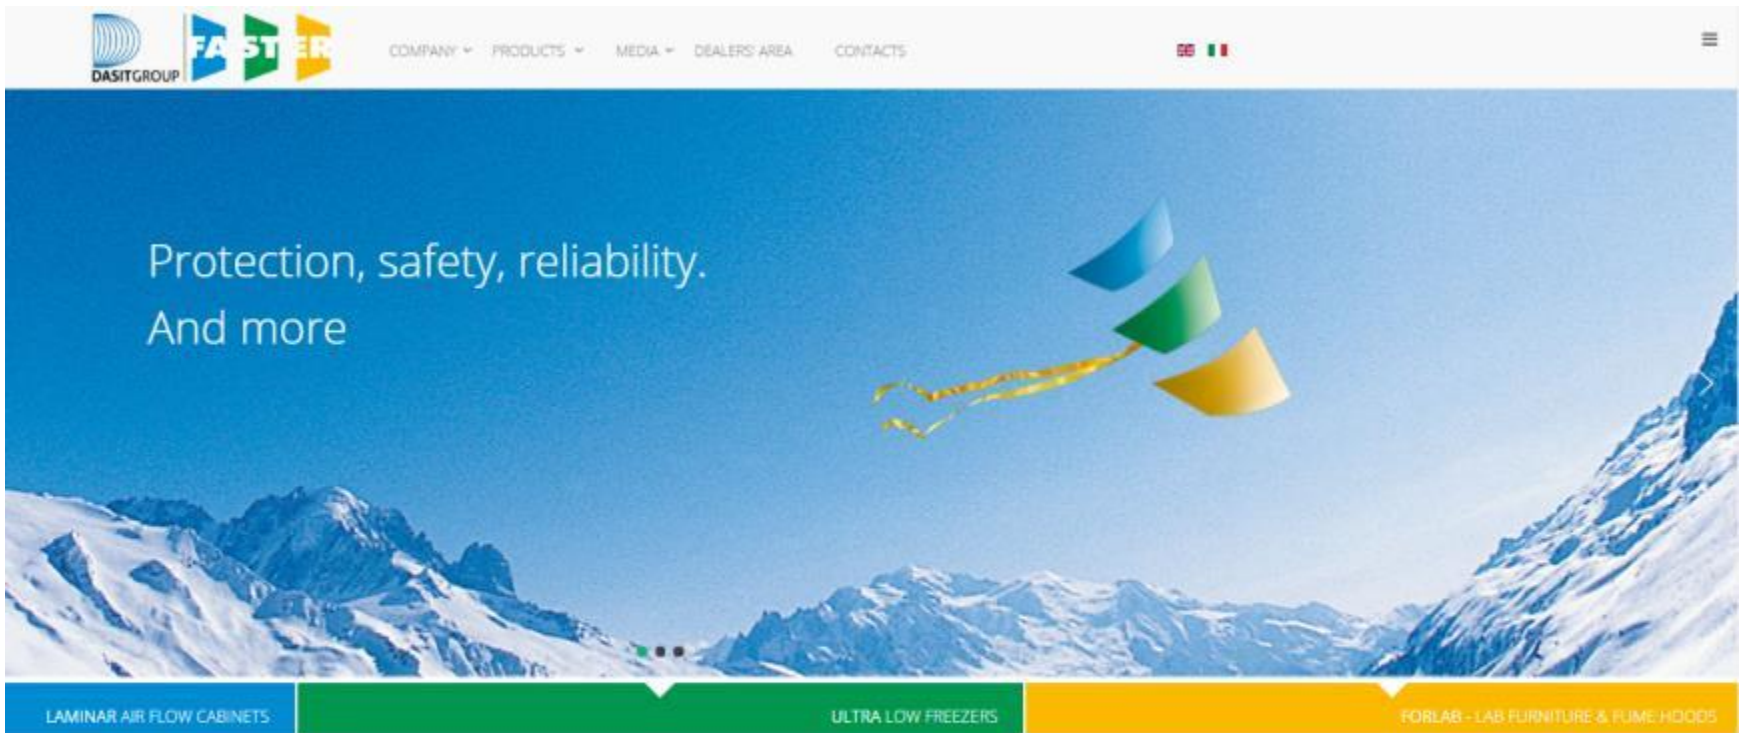 DASITGROUP
FASTER
COMPANY
PRODUCTS
MEDIA
DEALERS' AREA
CONTACTS
Protection, safety, reliability.
And more
LAMINAR AIR FLOW CABINETS
ULTRA LOW FREEZERS
FORLAB - LAB FURNITURE & FUME HOODS